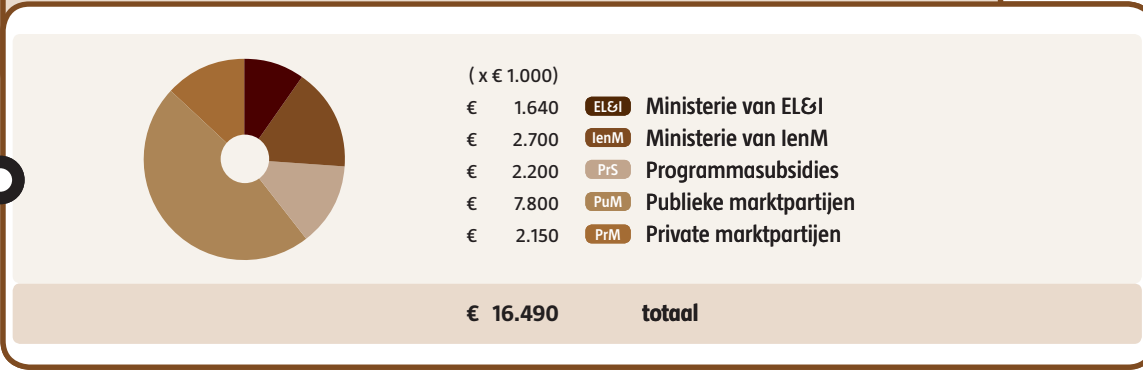 ( x € 1.000)
€ 1.640 EL&I Ministerie van EL&I
€ 2.700 IenM Ministerie van IenM
€ 2.200 PrS Programmasubsidies
€ 7.800 PuM Publieke marktpartijen
€ 2.150 PrM Private marktpartijen
€ 16.490 totaal